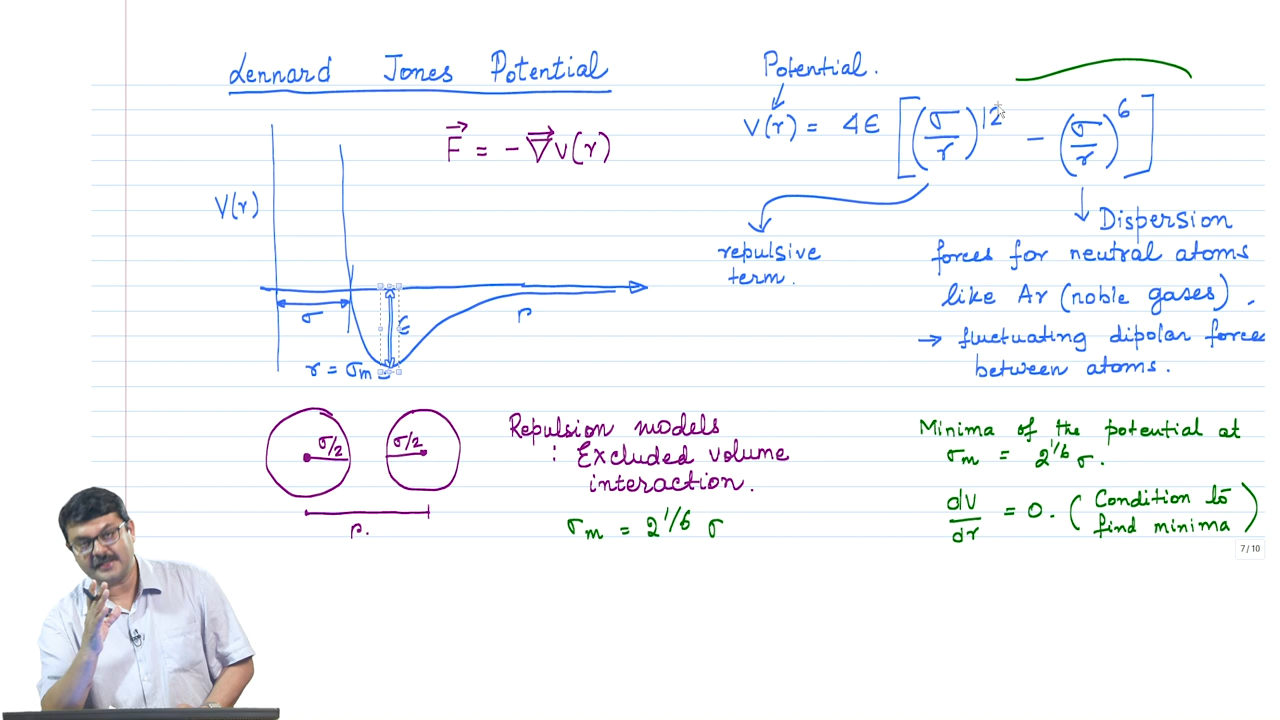 Lennard Jones Potential
Potential.
V(r) = 4ϵ [(σ/r)^12 - (σ/r)^6]
F⃗ = - ∇⃗V(r)
V(r)
σ
ϵ
r
r = σm
repulsive
term.
Dispersion
forces for neutral atoms
like Ar (noble gases).
→ fluctuating dipolar forces
between atoms.
σ/2
σ/2
r.
Repulsion models
: Excluded volume
interaction.
σm = 2^1/6 σ
Minima of the potential at
σm = 2^1/6 σ.
dV/dr = 0. (Condition to
find minima)
7/10